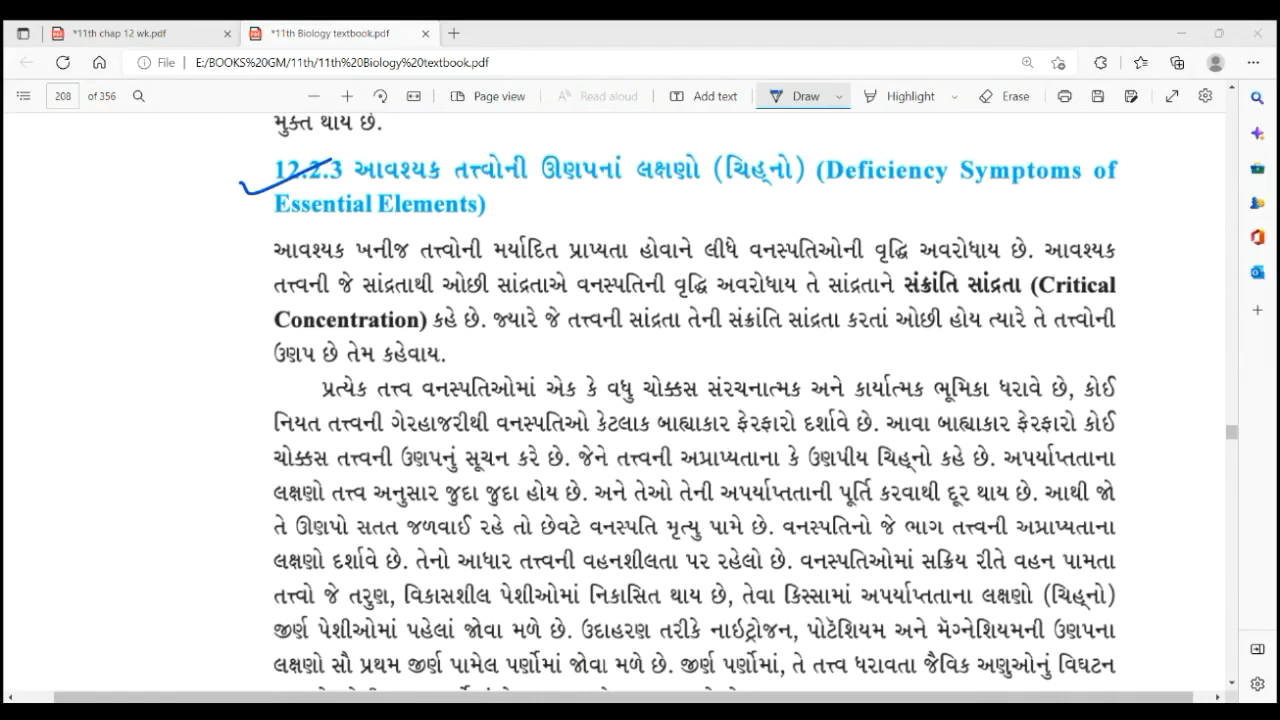 *11th chap 12 wk.pdf
*11th Biology textbook.pdf
File E:/BOOKS%20GM/11th/11th%20Biology%20textbook.pdf
208 of 356 Page view Read aloud Add text Draw Highlight Erase
મુક્ત થાય છે.
12.2.3 આવશ્યક તત્ત્વોની ઊણપનાં લક્ષણો (ચિહ્નો) (Deficiency Symptoms of
Essential Elements)
આવશ્યક ખનીજ તત્ત્વોની મર્યાદિત પ્રાપ્યતા હોવાને લીધે વનસ્પતિઓની વૃદ્ધિ અવરોધાય છે. આવશ્યક
તત્ત્વની જે સાંદ્રતાથી ઓછી સાંદ્રતાએ વનસ્પતિની વૃદ્ધિ અવરોધાય તે સાંદ્રતાને સંક્રાંતિ સાંદ્રતા (Critical
Concentration) કહે છે. જ્યારે જે તત્ત્વની સાંદ્રતા તેની સંક્રાંતિ સાંદ્રતા કરતાં ઓછી હોય ત્યારે તે તત્ત્વોની
ઉણપ છે તેમ કહેવાય.
પ્રત્યેક તત્ત્વ વનસ્પતિઓમાં એક કે વધુ ચોક્કસ સંરચનાત્મક અને કાર્યાત્મક ભૂમિકા ધરાવે છે, કોઈ
નિયત તત્ત્વની ગેરહાજરીથી વનસ્પતિઓ કેટલાક બાહ્યાકાર ફેરફારો દર્શાવે છે. આવા બાહ્યાકાર ફેરફારો કોઈ
ચોક્કસ તત્ત્વની ઉણપનું સૂચન કરે છે. જેને તત્ત્વની અપ્રાપ્યતાના કે ઉણપીય ચિહ્નો કહે છે. અપર્યાપ્તતાના
લક્ષણો તત્ત્વ અનુસાર જુદા જુદા હોય છે. અને તેઓ તેની અપર્યાપ્તતાની પૂર્તિ કરવાથી દૂર થાય છે. આથી જો
તે ઊણપો સતત જળવાઈ રહે તો છેવટે વનસ્પતિ મૃત્યુ પામે છે. વનસ્પતિનો જે ભાગ તત્ત્વની અપ્રાપ્યતાના
લક્ષણો દર્શાવે છે. તેનો આધાર તત્ત્વની વહનશીલતા પર રહેલો છે. વનસ્પતિઓમાં સક્રિય રીતે વહન પામતા
તત્ત્વો જે તરુણ, વિકાસશીલ પેશીઓમાં નિકાસિત થાય છે, તેવા કિસ્સામાં અપર્યાપ્તતાના લક્ષણો (ચિહ્નો)
જીર્ણ પેશીઓમાં પહેલાં જોવા મળે છે. ઉદાહરણ તરીકે નાઇટ્રોજન, પોટૅશિયમ અને મૅગ્નેશિયમની ઉણપના
લક્ષણો સૌ પ્રથમ જીર્ણ પામેલ પર્ણોમાં જોવા મળે છે. જીર્ણ પર્ણોમાં, તે તત્ત્વ ધરાવતા જૈવિક અણુઓનું વિઘટન